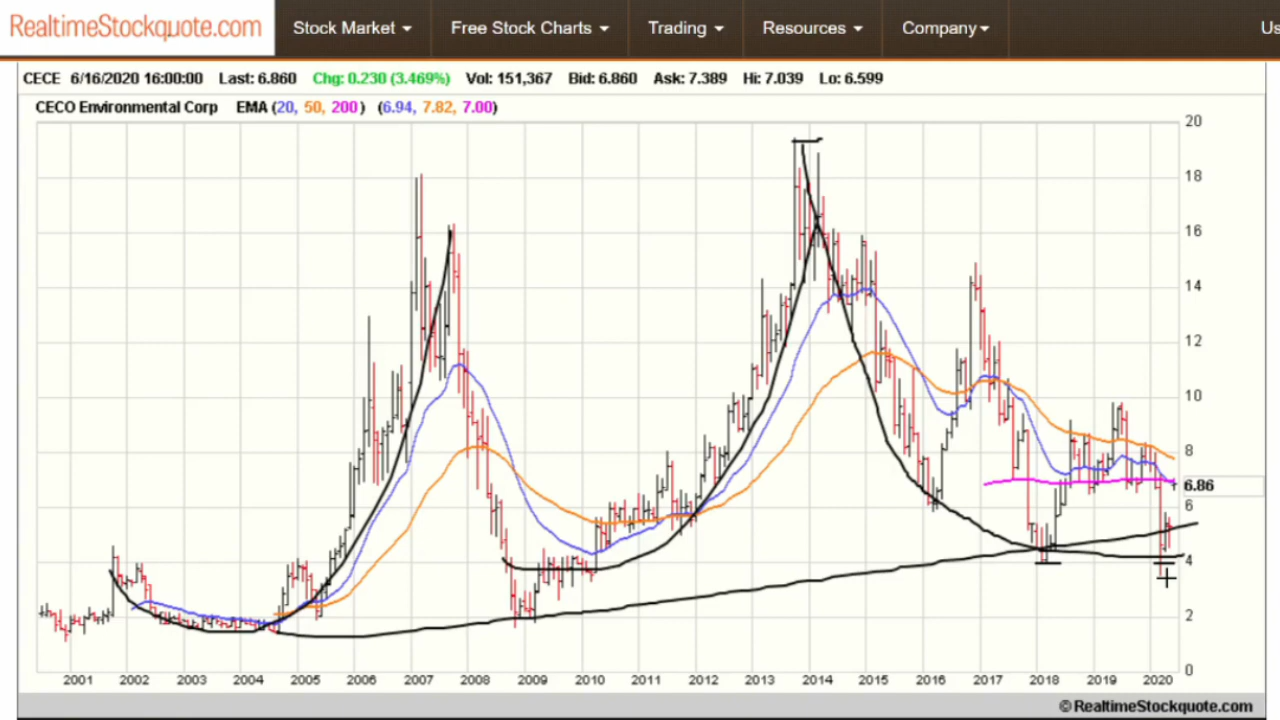 RealtimeStockquote.com Stock Market Free Stock Charts Trading Resources Company Us
CECE 6/16/2020 16:00:00 Last: 6.860 Chg: 0.230 (3.469%) Vol: 151,367 Bid: 6.860 Ask: 7.389 Hi: 7.039 Lo: 6.599
CECO Environmental Corp EMA (20, 50, 200) (6.94, 7.82, 7.00)
20
18
16
14
12
10
8
6.86
6
4
2
0
2001 2002 2003 2004 2005 2006 2007 2008 2009 2010 2011 2012 2013 2014 2015 2016 2017 2018 2019 2020
© RealtimeStockquote.com